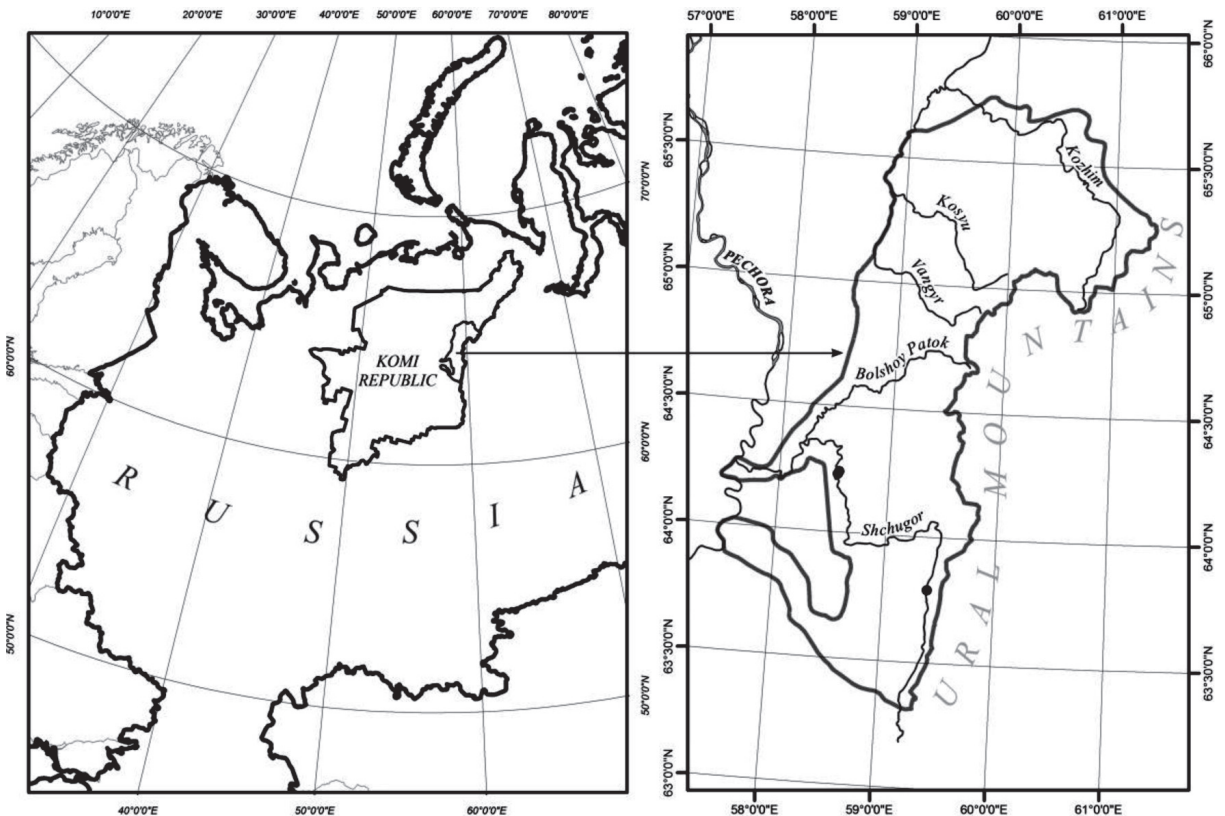 10°0'0"E 20°0'0"E 30°0'0"E 40°0'0"E 50°0'0"E 60°0'0"E 70°0'0"E 80°0'0"E
60°0'0"N
50°0'0"N
70°0'0"N
60°0'0"N
50°0'0"N
KOMI
REPUBLIC
RUSSIA
40°0'0"E 50°0'0"E 60°0'0"E
57°0'0"E 58°0'0"E 59°0'0"E 60°0'0"E 61°0'0"E
65°30'0"N
65°0'0"N
64°30'0"N
64°0'0"N
63°30'0"N
63°0'0"N
66°0'0"N
65°30'0"N
65°0'0"N
64°30'0"N
64°0'0"N
63°30'0"N
Kozhim
Kosyu
Vangyr
PECHORA
Bolshoy Patok
Shchugor
URAL MOUNTAINS
58°0'0"E 59°0'0"E 60°0'0"E 61°0'0"E